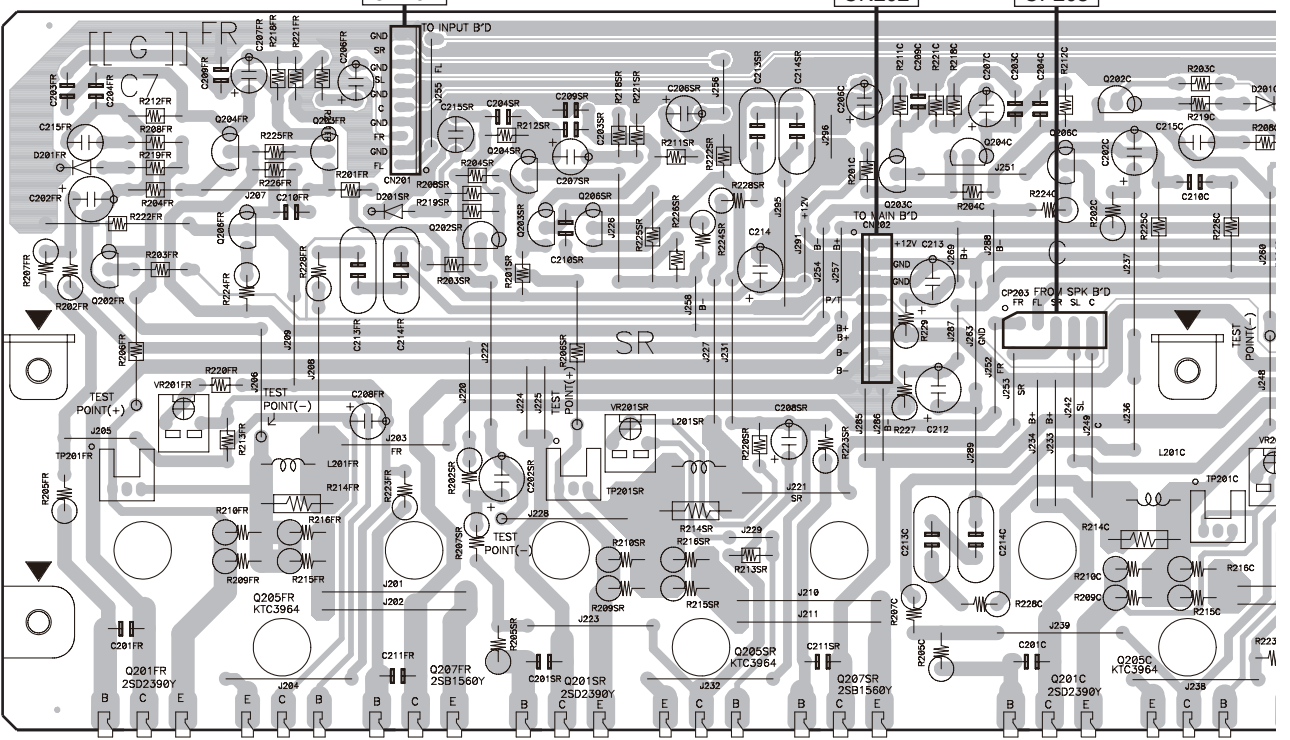 TO INPUT B'D
[[ G ]]
FR
C7
C207FR
R218FR
R221FR
C206FR
C209FR
C203FR
C204FR
R212FR
C215FR
R208FR
D201FR
R219FR
C202FR
R204FR
R222FR
Q204FR
R225FR
R226FR
J207
C210FR
R201FR
Q206FR
R207FR
R202FR
Q202FR
R203FR
R224FR
R228FR
GND
SR
GND
SL
GND
C
GND
FR
GND
FL
CN201
FL
J255
C215SR
C204SR
C209SR
R212SR
C203SR
R218SR
R221SR
C206SR
J256
C213SR
C214SR
J296
Q204SR
R204SR
R208SR
R219SR
D201SR
Q202SR
C207SR
R211SR
R222SR
R228SR
Q203SR
Q206SR
J226
C210SR
R225SR
R226SR
R224SR
R201SR
R203SR
C214
J295
+12V
J291
B-
J254
B+
J257
P/T
B+
B+
B-
B-
TO MAIN B'D
CN202
+12V
GND
GND
C213
C206C
R211C
C209C
R221C
R218C
C207C
C203C
C204C
R212C
Q202C
R203C
D201C
R219C
C215C
R208C
R201C
Q203C
Q204C
R204C
J251
Q206C
R224C
R202C
C202C
C210C
R225C
R226C
J269
B+
J288
B-
J237
J260
CP203 FROM SPK B'D
FR FL SR SL C
R206FR
J209
J208
J206
C213FR
C214FR
J222
R206SR
SR
J258
B-
J227
J231
R229
J267
J263
GND
J252
FR
J253
SR
TEST
POINT(-)
J248
R220FR
VR201FR
TEST
POINT(+)
TEST
POINT(-)
C208FR
J220
J224
J225
TEST
POINT(+)
VR201SR
L201SR
C208SR
R220SR
R223SR
J285
J286
B-
R227
C212
J289
J234
B+
J233
B+
J242
SL
J249
C
J236
J205
TP201FR
R213FR
L201FR
R214FR
J203
FR
R223FR
R202SR
C202SR
TP201SR
J221
SR
L201C
TP201C
R205FR
R210FR
R216FR
R209FR
R215FR
R207SR
J228
TEST
POINT(-)
R214SR
R210SR
R216SR
J229
R213SR
R209SR
R215SR
C213C
C214C
R214C
R210C
R209C
R216C
R215C
J201
J202
Q205FR
KTC3964
J223
J210
J211
R207C
R228C
J239
C201FR
Q201FR
2SD2390Y
J204
C211FR
Q207FR
2SB1560Y
R205SR
C201SR
Q201SR
2SD2390Y
Q205SR
KTC3964
J232
C211SR
Q207SR
2SB1560Y
R205C
C201C
Q201C
2SD2390Y
Q205C
KTC3964
J238
B C E E C B B C E B C E E C B B C E B C E E C B